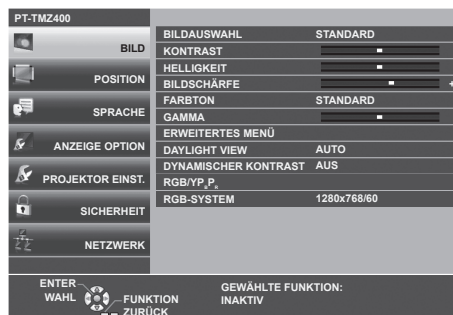 PT-TMZ400
BILD
POSITION
SPRACHE
ANZEIGE OPTION
PROJEKTOR EINST.
SICHERHEIT
NETZWERK
BILDAUSWAHL STANDARD
KONTRAST
HELLIGKEIT
BILDSCHÄRFE
FARBTON STANDARD
GAMMA
ERWEITERTES MENÜ
DAYLIGHT VIEW AUTO
DYNAMISCHER KONTRAST AUS
RGB/YPBPR
RGB-SYSTEM 1280x768/60
ENTER
WAHL
FUNKTION
ZURÜCK
GEWÄHLTE FUNKTION:
INAKTIV